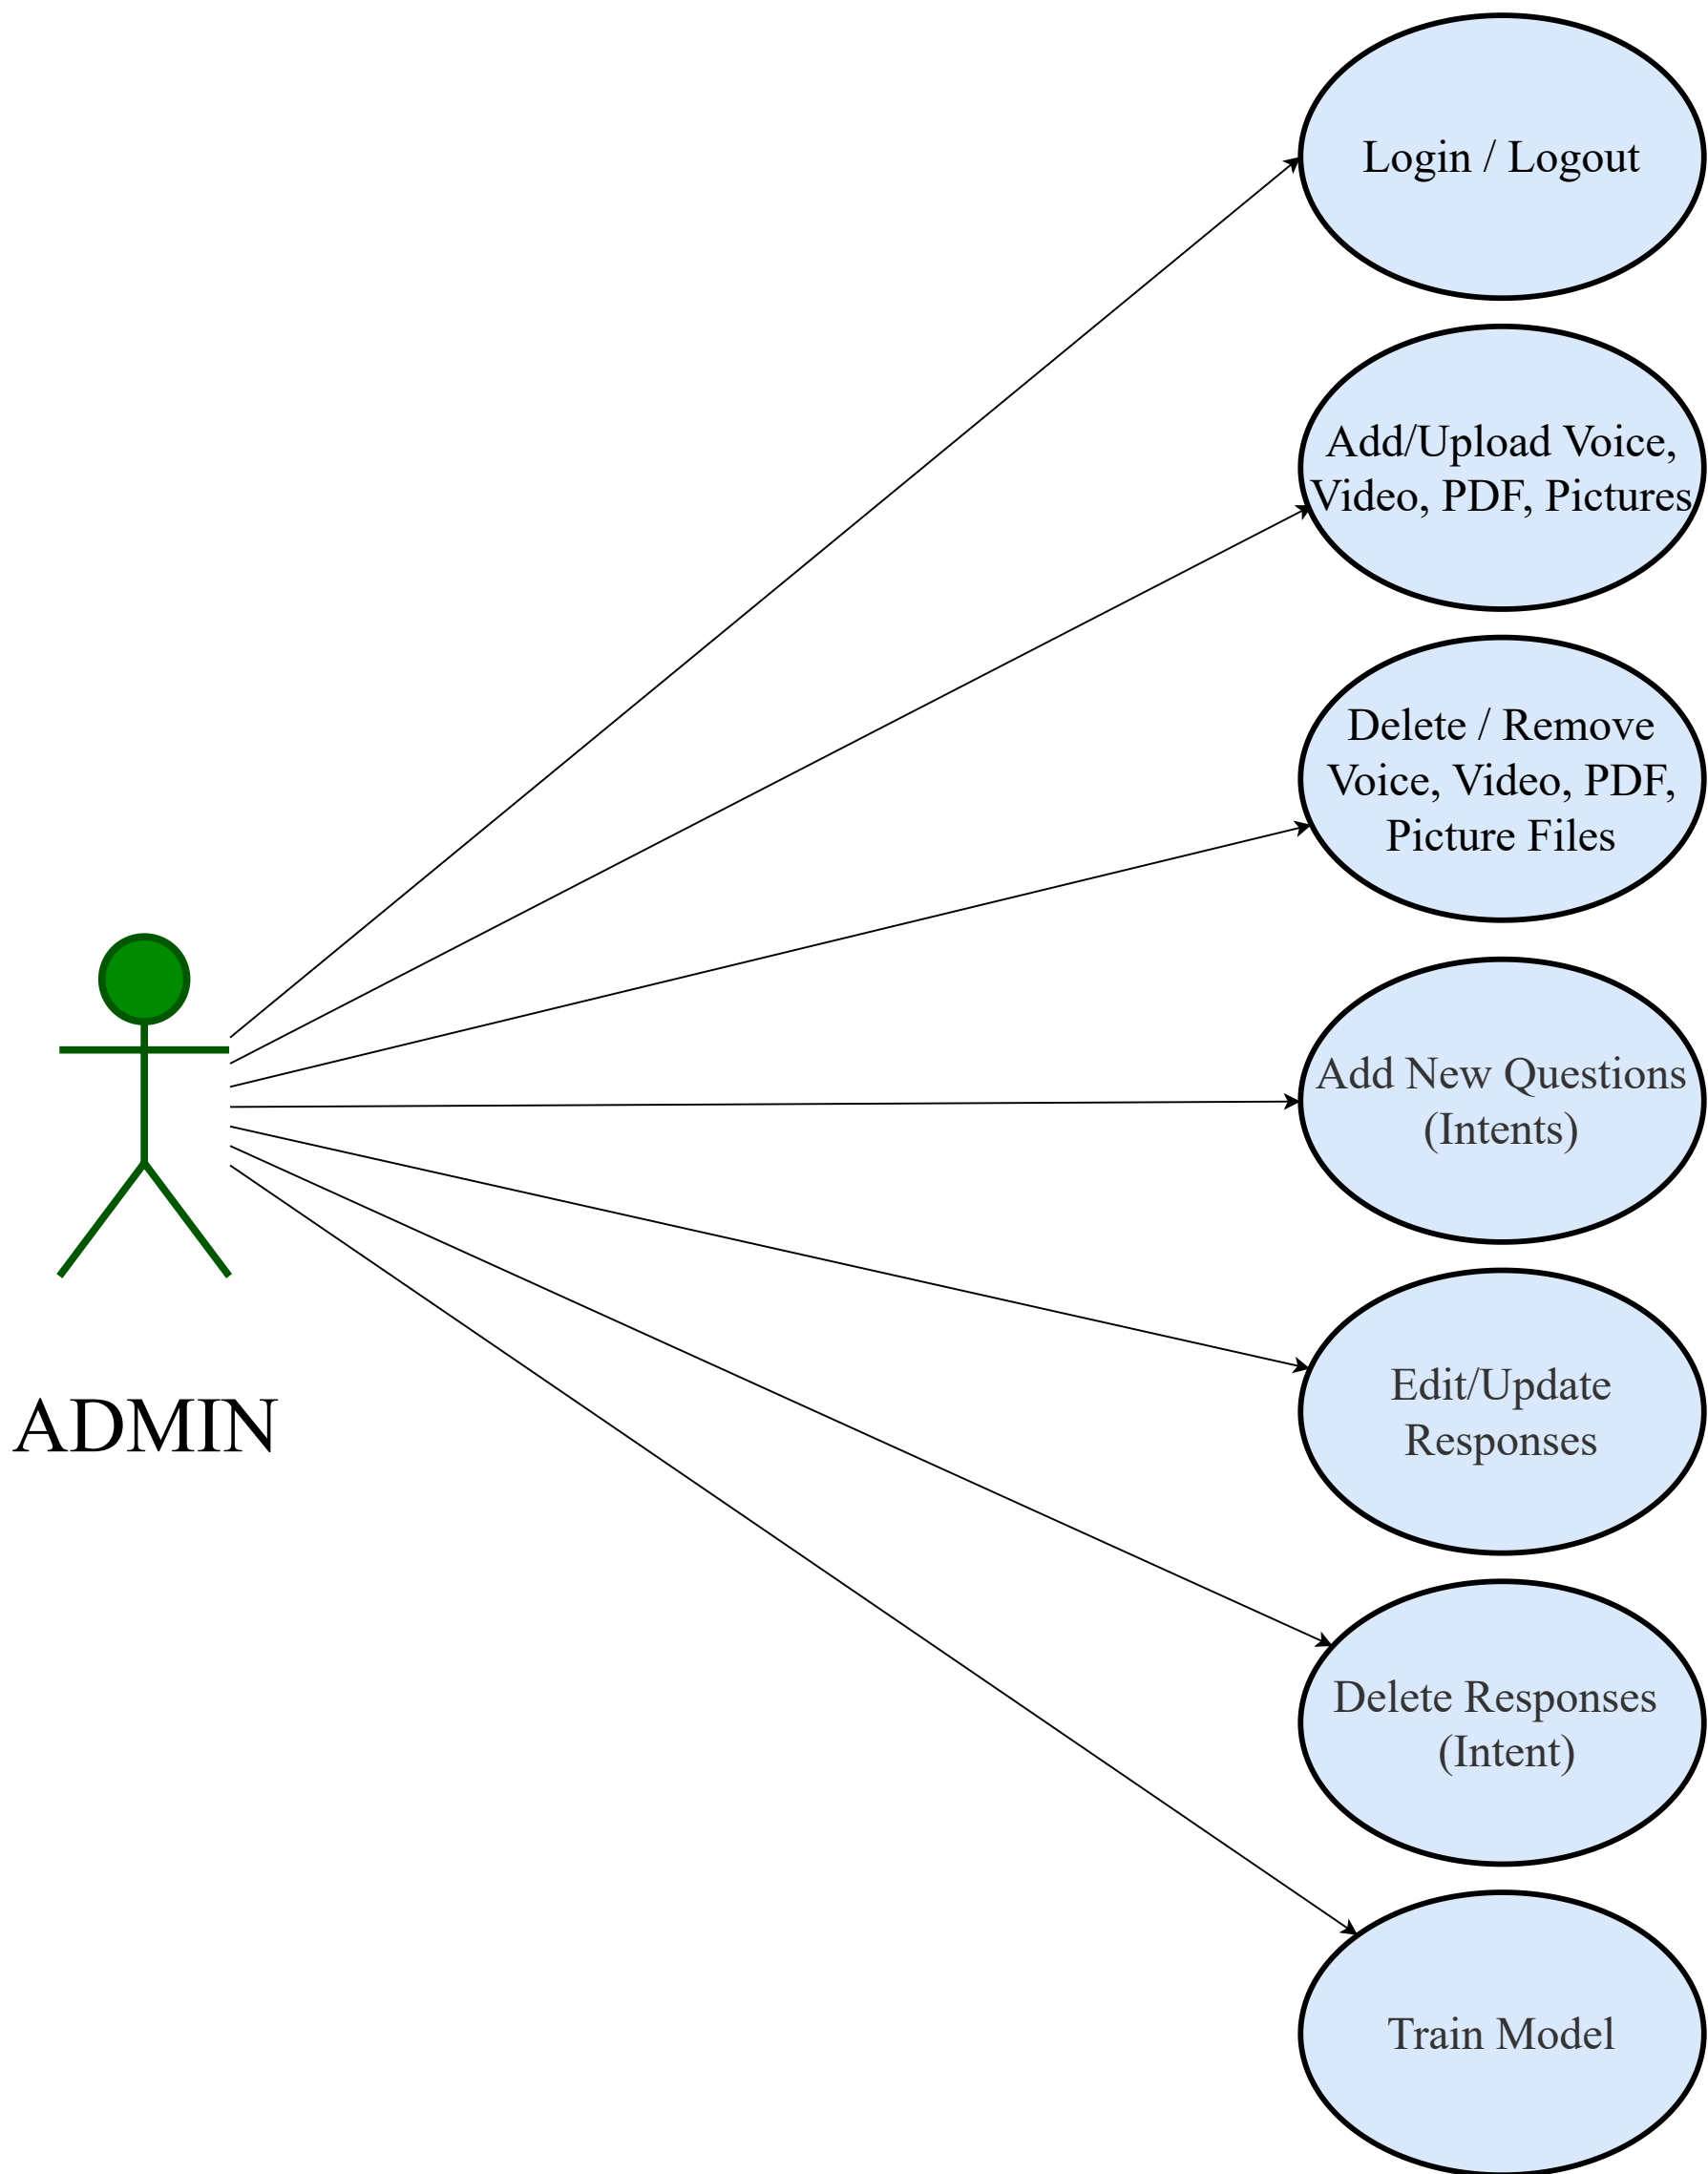 Login / Logout
Add/Upload Voice,
Video, PDF, Pictures
Delete / Remove
Voice, Video, PDF,
Picture Files
Add New Questions
(Intents)
Edit/Update
Responses
ADMIN
Delete Responses
(Intent)
Train Model